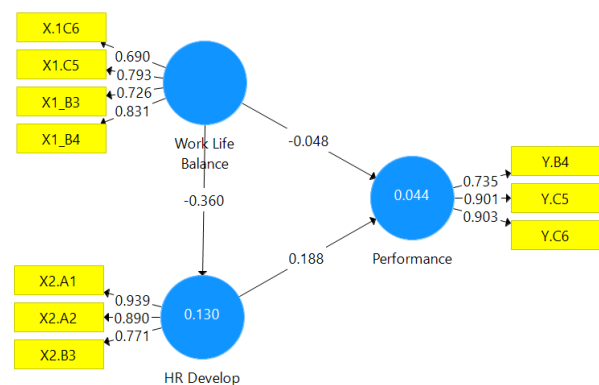 X.1C6
0.690
X1.C5
0.793
X1_B3
0.726
X1_B4
0.831
Work Life
Balance
-0.048
-0.360
0.188
0.044
Performance
Y.B4
0.735
Y.C5
0.901
Y.C6
0.903
X2.A1
0.939
X2.A2
0.890
X2.B3
0.771
0.130
HR Develop